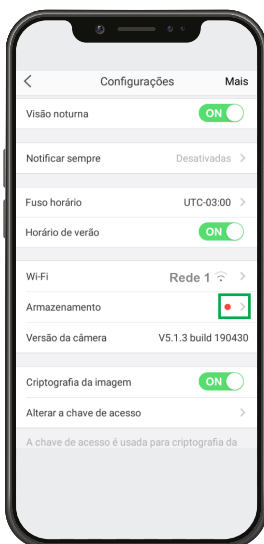 Configurações Mais
Visão noturna ON
Notificar sempre Desativadas
Fuso horário UTC-03:00
Horário de verão ON
Wi-Fi Rede 1
Armazenamento
Versão da câmera V5.1.3 build 190430
Criptografia da imagem ON
Alterar a chave de acesso
A chave de acesso é usada para criptografia da